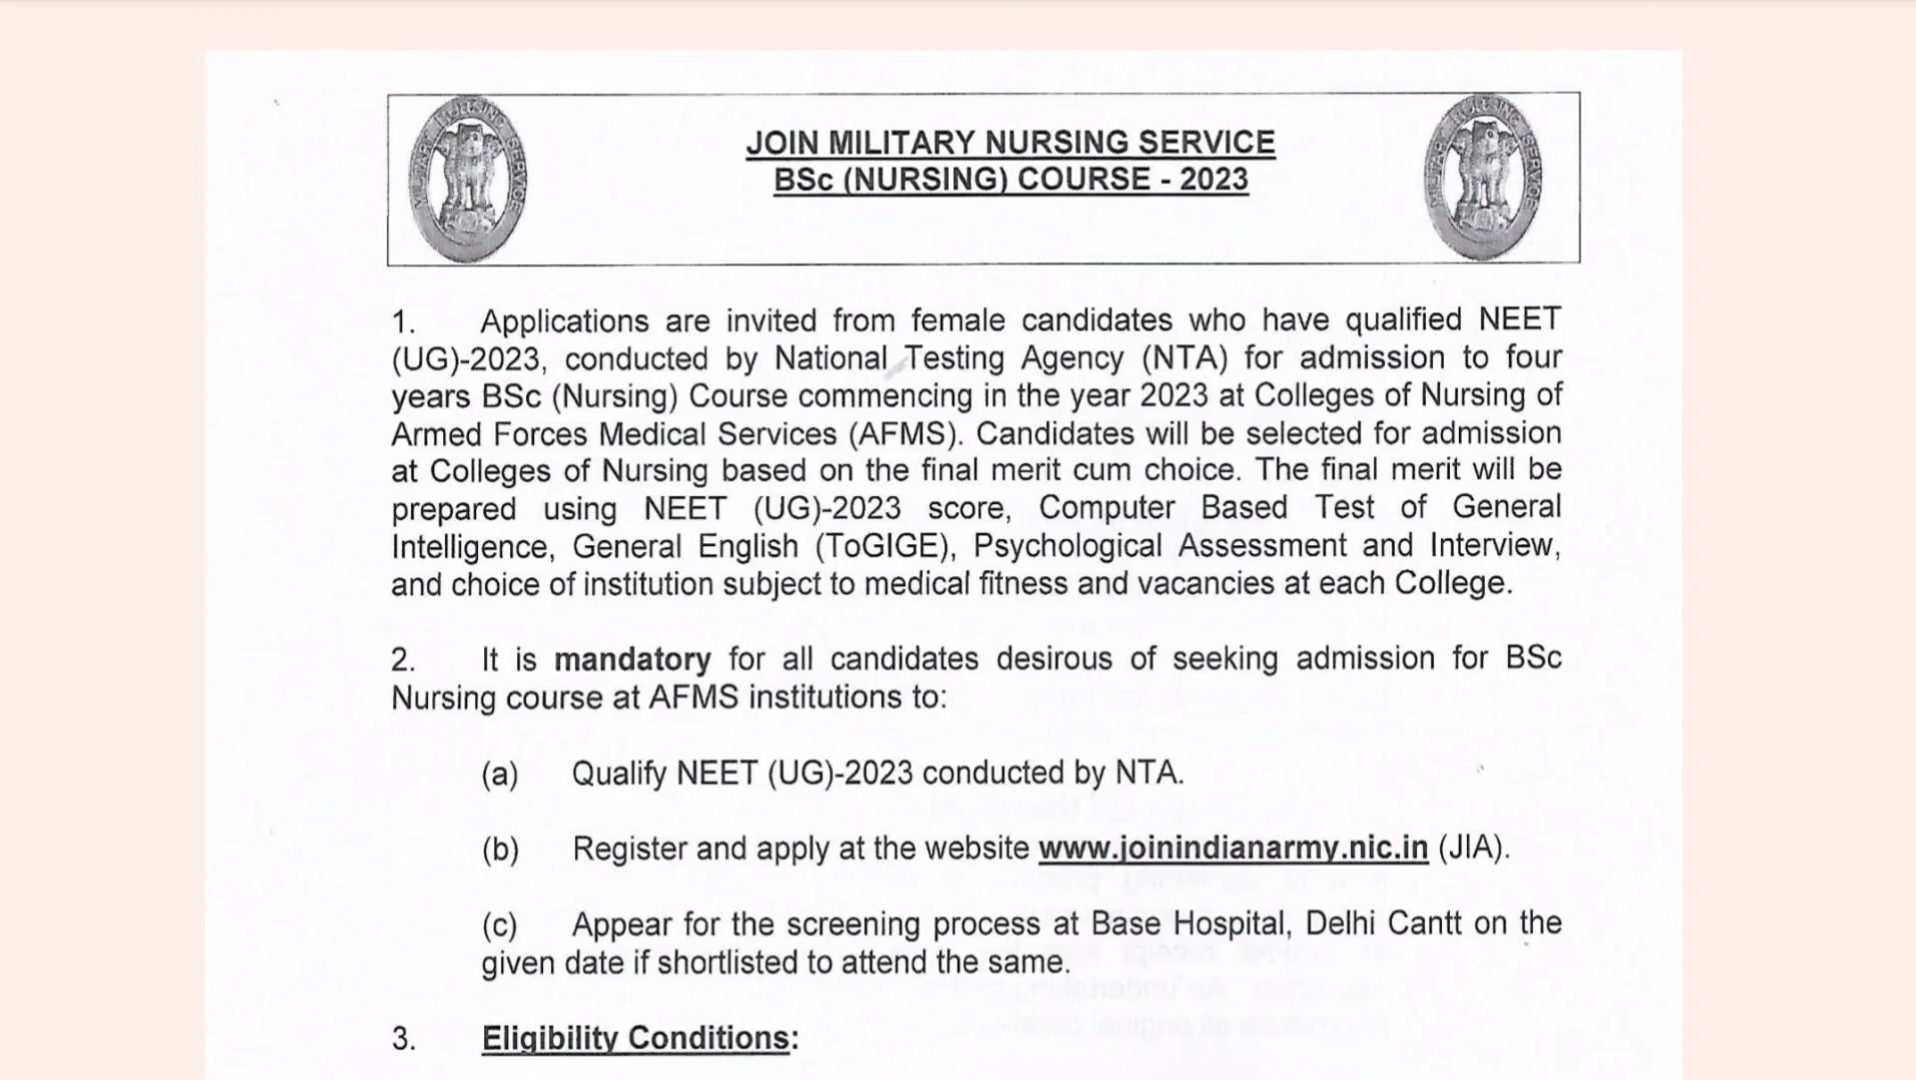 MILITARY NURSING SERVICE
JOIN MILITARY NURSING SERVICE
BSc (NURSING) COURSE - 2023
MILITARY NURSING SERVICE
1. Applications are invited from female candidates who have qualified NEET
(UG)-2023, conducted by National Testing Agency (NTA) for admission to four
years BSc (Nursing) Course commencing in the year 2023 at Colleges of Nursing of
Armed Forces Medical Services (AFMS). Candidates will be selected for admission
at Colleges of Nursing based on the final merit cum choice. The final merit will be
prepared using NEET (UG)-2023 score, Computer Based Test of General
Intelligence, General English (ToGIGE), Psychological Assessment and Interview,
and choice of institution subject to medical fitness and vacancies at each College.
2. It is mandatory for all candidates desirous of seeking admission for BSc
Nursing course at AFMS institutions to:
(a) Qualify NEET (UG)-2023 conducted by NTA.
(b) Register and apply at the website www.joinindianarmy.nic.in (JIA).
(c) Appear for the screening process at Base Hospital, Delhi Cantt on the
given date if shortlisted to attend the same.
3. Eligibility Conditions: